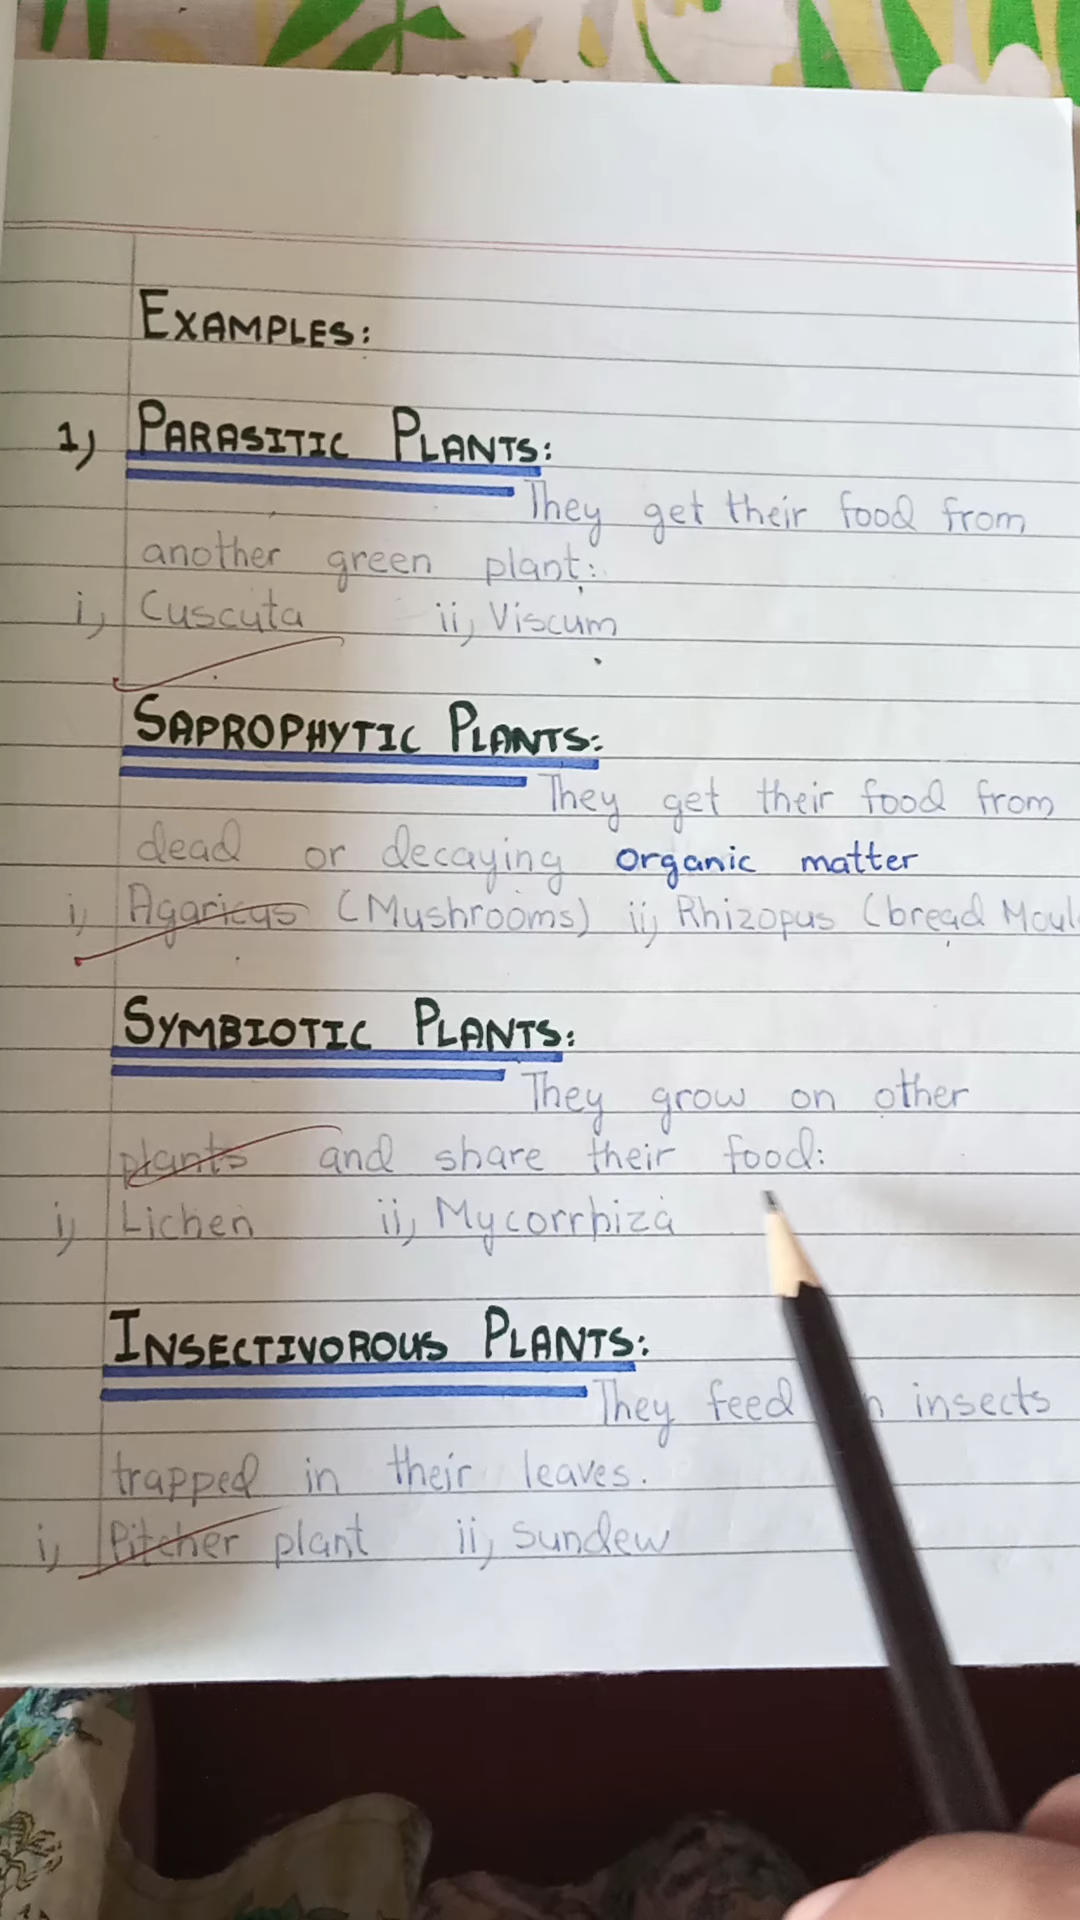 EXAMPLES:
1) PARASITIC PLANTS:
They get their food from
another green plant:
i) Cuscuta ii) Viscum
SAPROPHYTIC PLANTS:
They get their food from
dead or decaying organic matter
i) Agaricus (Mushrooms) ii) Rhizopus (bread Moul
SYMBIOTIC PLANTS:
They grow on other
plants and share their food:
i) Lichen ii) Mycorrhiza
INSECTIVOROUS PLANTS:
They feed insects
trapped in their leaves.
i) Pitcher plant ii) Sundew